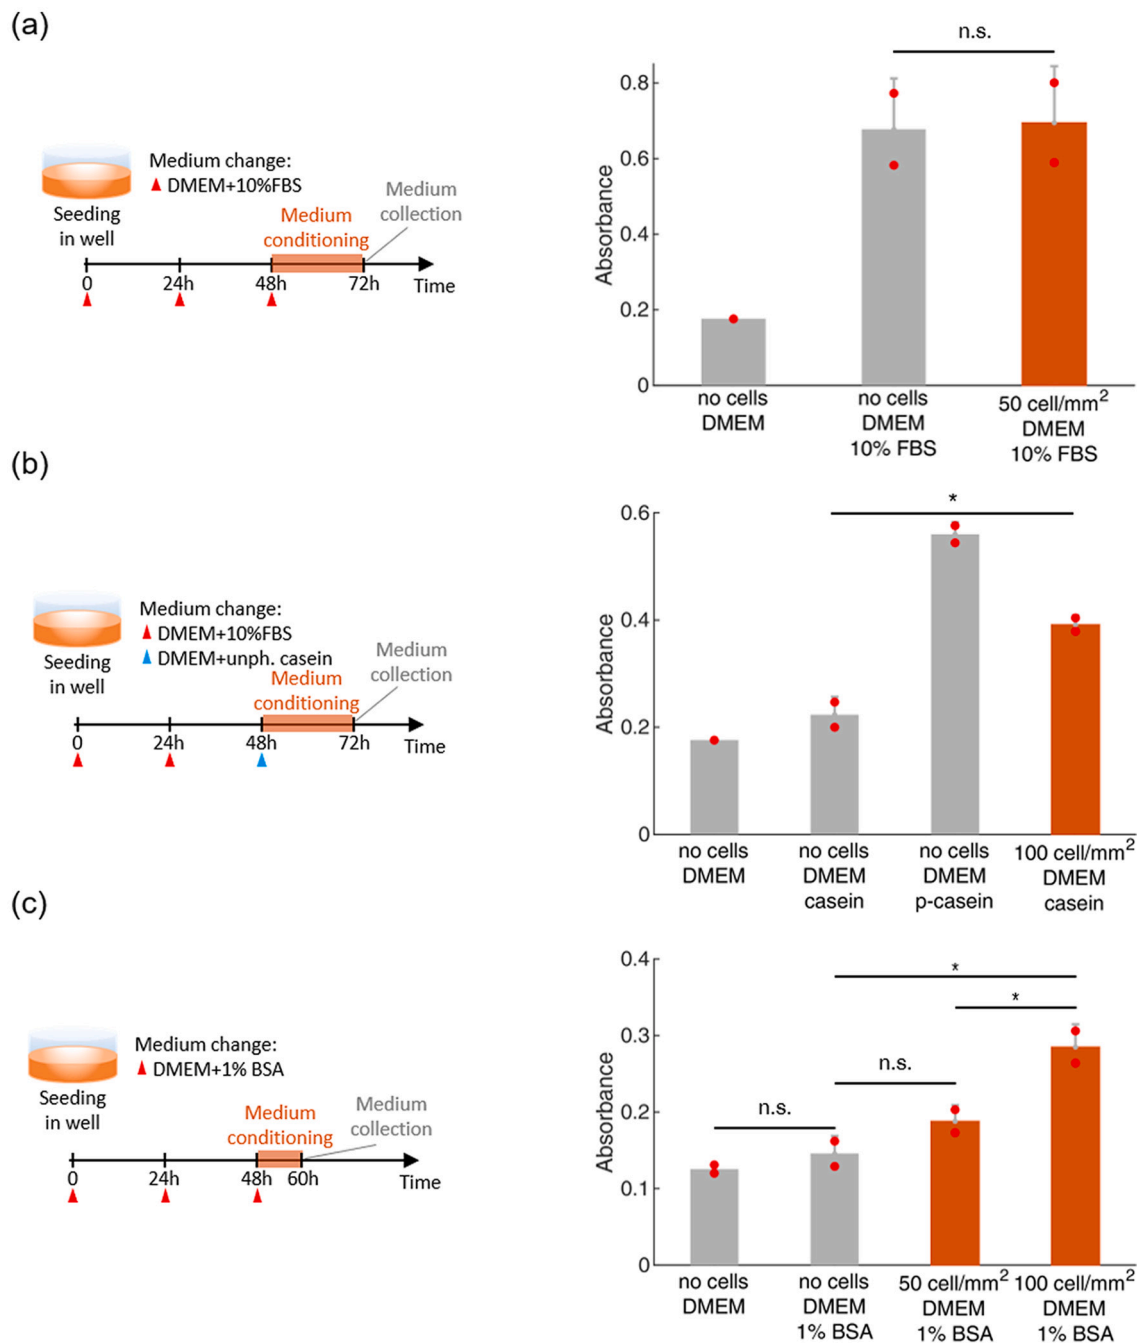 (a)
Medium change:
DMEM+10%FBS
Seeding
in well
Medium
conditioning
Medium
collection
0
24h
48h
72h
Time
n.s.
0.8
0.6
0.4
0.2
0
Absorbance
no cells
DMEM
no cells
DMEM
10% FBS
50 cell/mm²
DMEM
10% FBS
(b)
Medium change:
DMEM+10%FBS
DMEM+unph. casein
Seeding
in well
Medium
conditioning
Medium
collection
0
24h
48h
72h
Time
*
0.6
0.4
0.2
0
Absorbance
no cells
DMEM
no cells
DMEM
casein
no cells
DMEM
p-casein
100 cell/mm²
DMEM
casein
(c)
Medium change:
DMEM+1% BSA
Seeding
in well
Medium
conditioning
Medium
collection
0
24h
48h
60h
Time
*
*
n.s.
n.s.
0.4
0.3
0.2
0.1
0
Absorbance
no cells
DMEM
no cells
DMEM
1% BSA
50 cell/mm²
DMEM
1% BSA
100 cell/mm²
DMEM
1% BSA